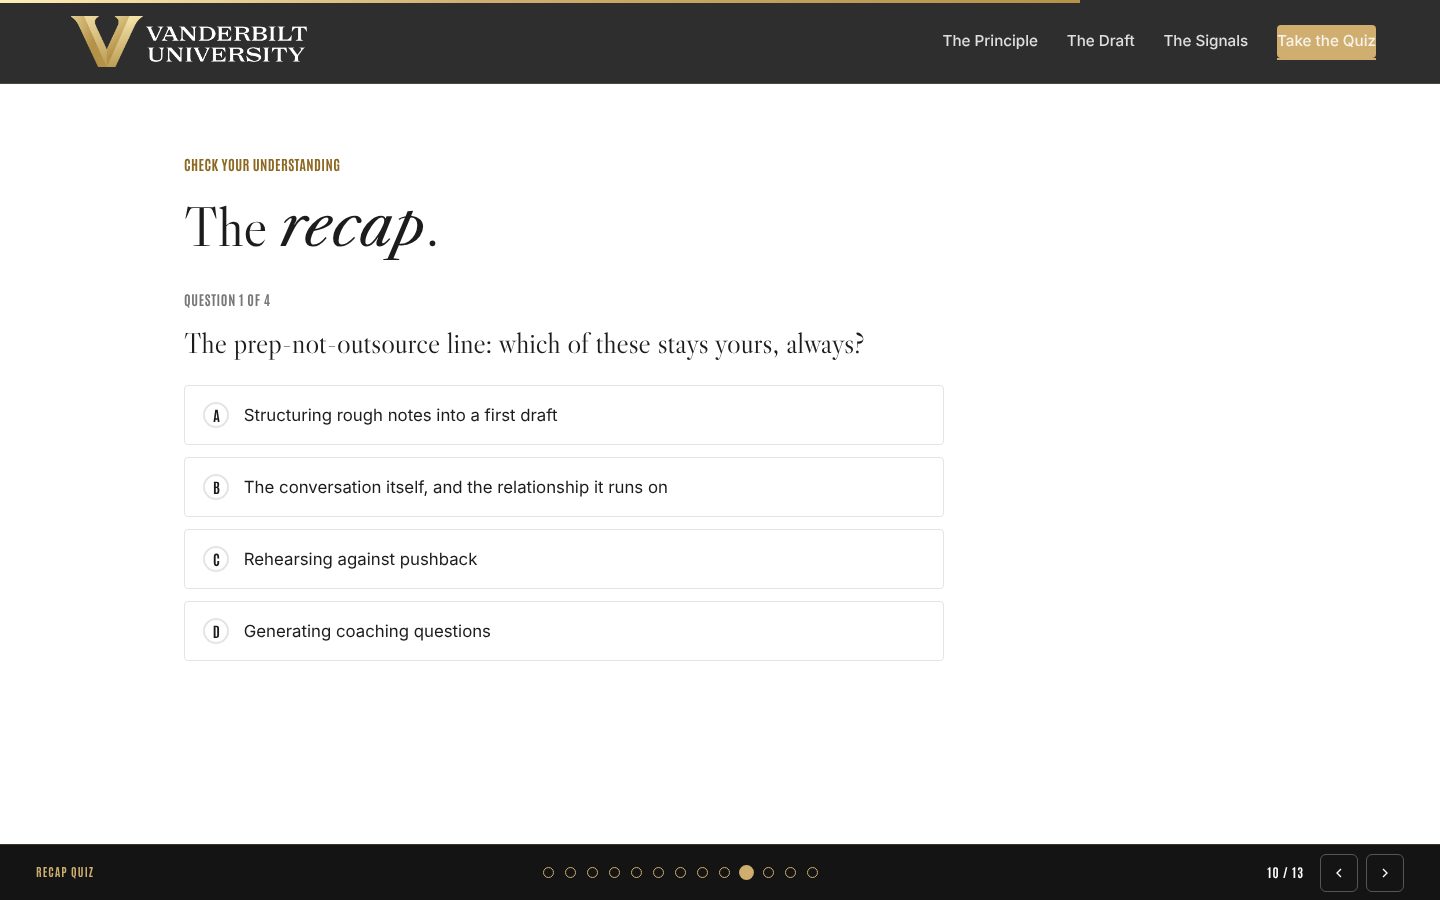 VANDERBILT
UNIVERSITY
The Principle
The Draft
The Signals
Take the Quiz
CHECK YOUR UNDERSTANDING
The recap.
QUESTION 1 OF 4
The prep-not-outsource line: which of these stays yours, always?
A Structuring rough notes into a first draft
B The conversation itself, and the relationship it runs on
C Rehearsing against pushback
D Generating coaching questions
RECAP QUIZ
10 / 13